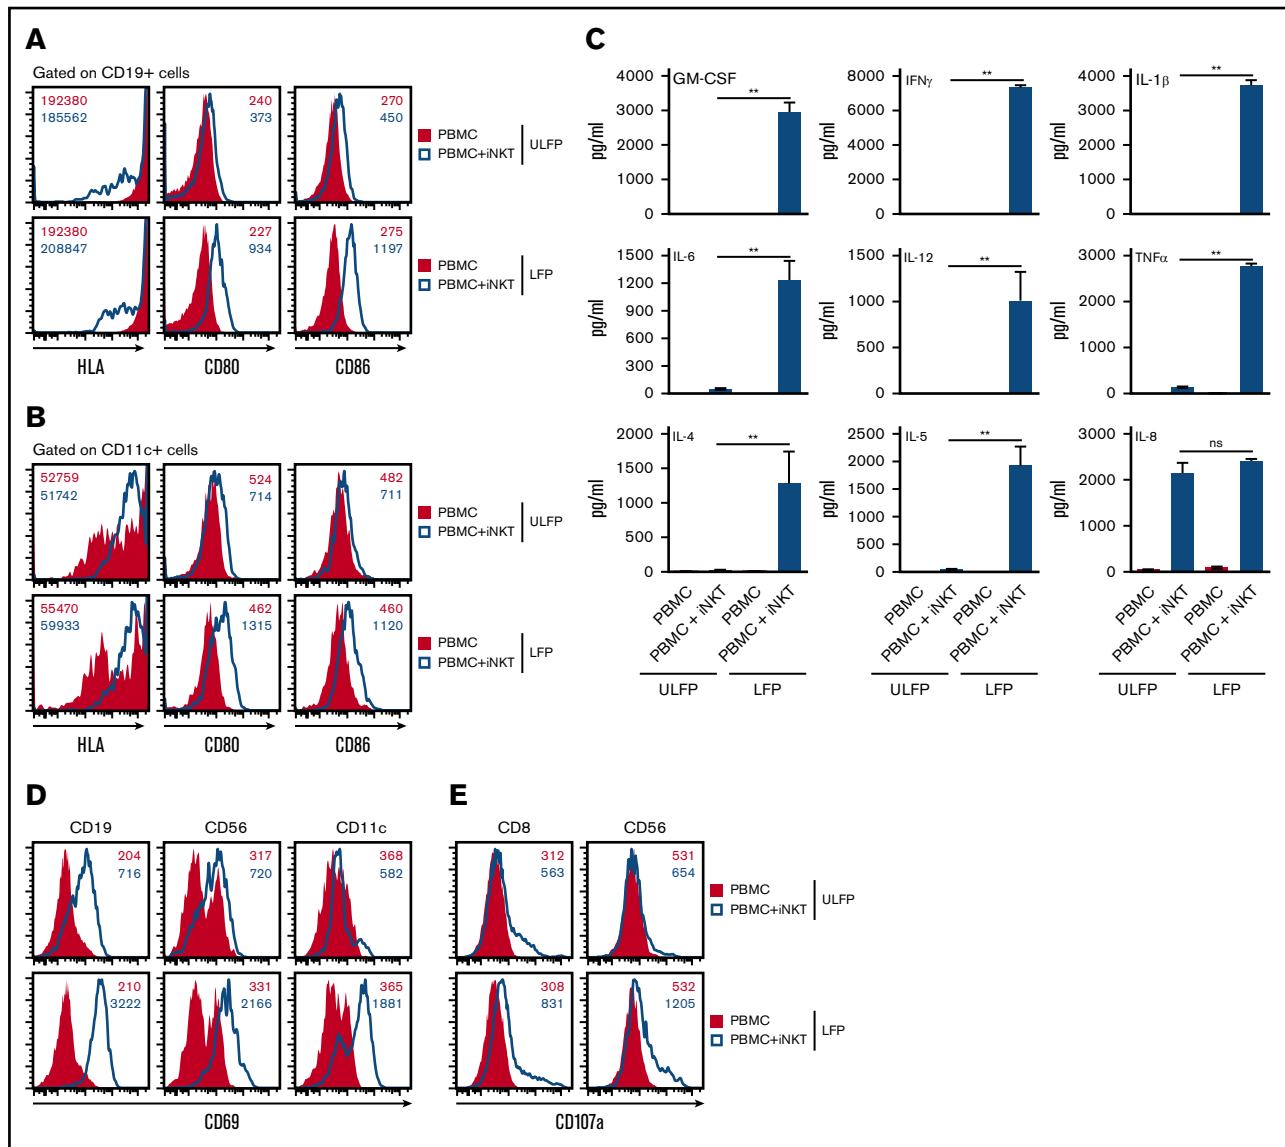 A
Gated on CD19+ cells
192380
185562
240
373
270
450
PBMC
PBMC+iNKT
ULFP
192380
208847
227
934
275
1197
PBMC
PBMC+iNKT
LFP
HLA
CD80
CD86
B
Gated on CD11c+ cells
52759
51742
524
714
482
711
PBMC
PBMC+iNKT
ULFP
55470
59933
462
1315
460
1120
PBMC
PBMC+iNKT
LFP
HLA
CD80
CD86
C
GM-CSF
**
pg/ml
4000
3000
2000
1000
0
IFNγ
**
pg/ml
8000
6000
4000
2000
0
IL-1β
**
pg/ml
4000
3000
2000
1000
0
IL-6
**
pg/ml
1500
1200
900
600
300
0
IL-12
**
pg/ml
1500
1000
500
0
TNFα
**
pg/ml
3000
2000
1000
0
IL-4
**
pg/ml
2000
1500
1000
500
0
PBMC
PBMC + iNKT
PBMC
PBMC + iNKT
ULFP
LFP
IL-5
**
pg/ml
2500
2000
1500
1000
500
0
PBMC
PBMC + iNKT
PBMC
PBMC + iNKT
ULFP
LFP
IL-8
ns
pg/ml
3000
2000
1000
0
PBMC
PBMC + iNKT
PBMC
PBMC + iNKT
ULFP
LFP
D
CD19
CD56
CD11c
204
716
317
720
368
582
210
3222
331
2166
365
1881
CD69
E
CD8
CD56
312
563
531
654
PBMC
PBMC+iNKT
ULFP
308
831
532
1205
PBMC
PBMC+iNKT
LFP
CD107a